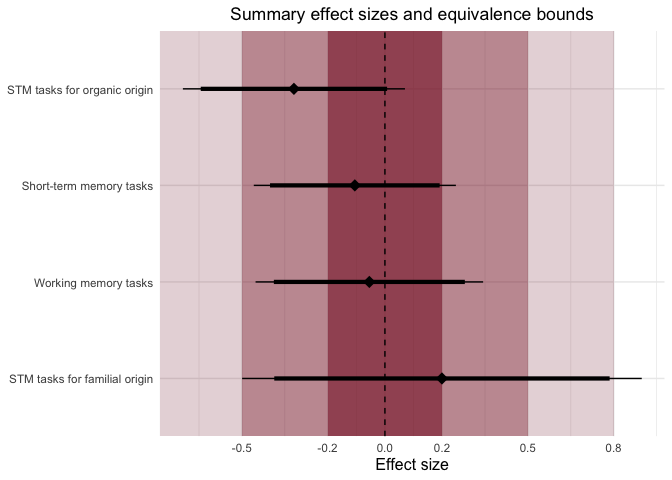 Summary effect sizes and equivalence bounds
STM tasks for organic origin
Short-term memory tasks
Working memory tasks
STM tasks for familial origin
-0.5 -0.2 0.0 0.2 0.5 0.8
Effect size